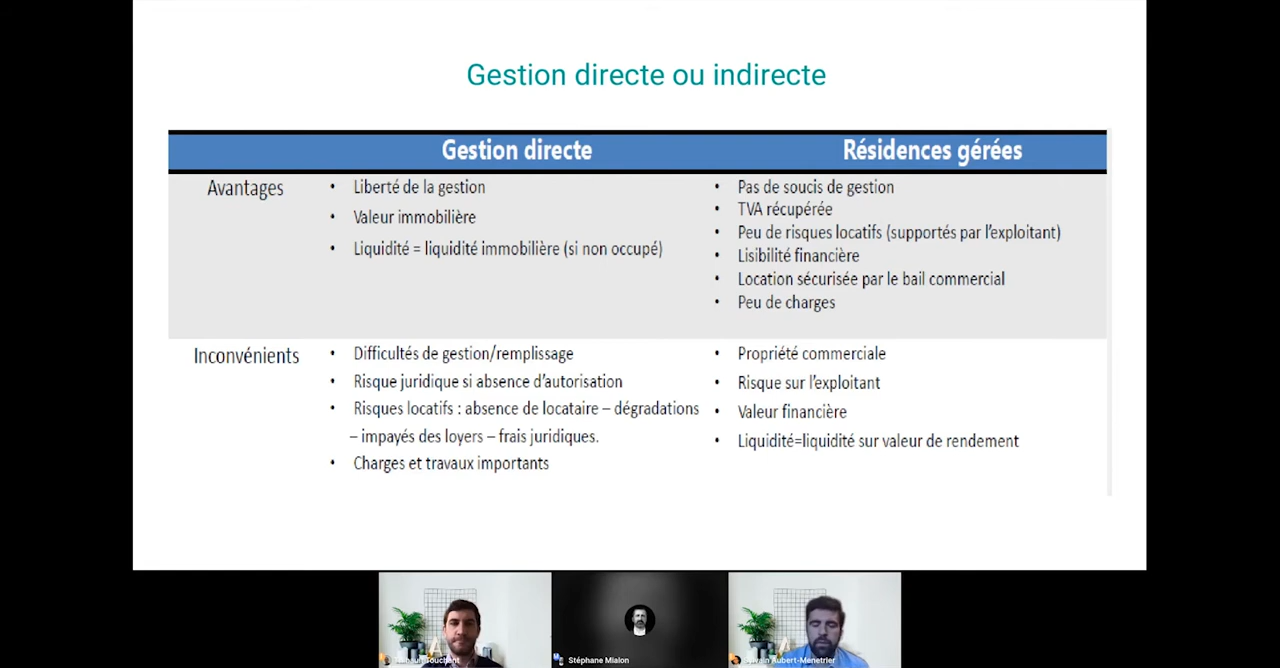 Gestion directe ou indirecte
Gestion directe
Résidences gérées
Avantages
• Liberté de la gestion
• Valeur immobilière
• Liquidité = liquidité immobilière (si non occupé)
• Pas de soucis de gestion
• TVA récupérée
• Peu de risques locatifs (supportés par l'exploitant)
• Lisibilité financière
• Location sécurisée par le bail commercial
• Peu de charges
Inconvénients
• Difficultés de gestion/remplissage
• Risque juridique si absence d'autorisation
• Risques locatifs : absence de locataire – dégradations
– impayés des loyers – frais juridiques.
• Charges et travaux importants
• Propriété commerciale
• Risque sur l'exploitant
• Valeur financière
• Liquidité=liquidité sur valeur de rendement
Touchant
Stéphane Mialon
Aubert-Menetrier